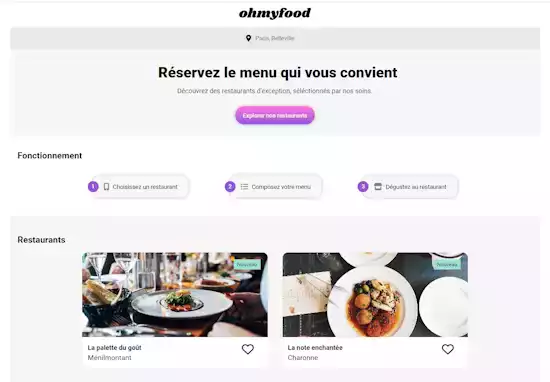 ohmyfood
Paris, Belleville
Réservez le menu qui vous convient
Découvrez des restaurants d'exception, séléctionnés par nos soins.
Explorer nos restaurants
Fonctionnement
1 Choisissez un restaurant
2 Composez votre menu
3 Dégustez au restaurant
Restaurants
Nouveau
Nouveau
La palette du goût
Ménilmontant
La note enchantée
Charonne